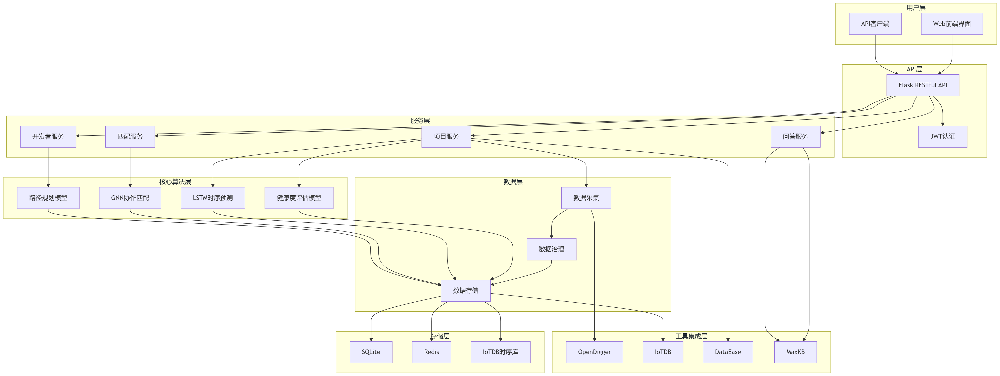 用户层
API客户端
Web前端界面
API层
Flask RESTful API
JWT认证
服务层
开发者服务
匹配服务
项目服务
问答服务
核心算法层
路径规划模型
GNN协作匹配
LSTM时序预测
健康度评估模型
数据层
数据采集
数据治理
数据存储
存储层
SQLite
Redis
IoTDB时序库
工具集成层
OpenDigger
IoTDB
DataEase
MaxKB